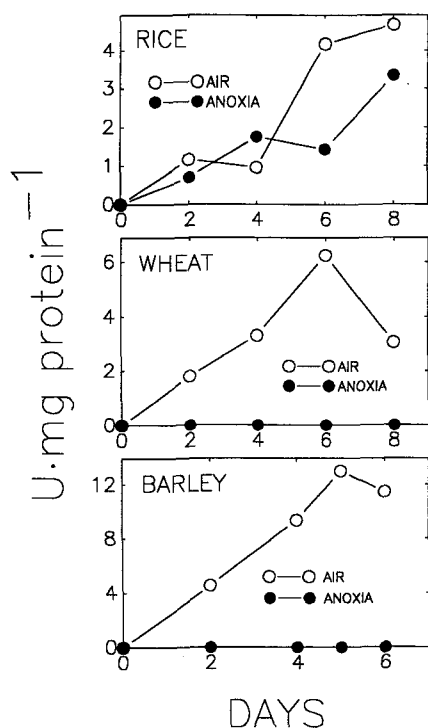 U·mg protein⁻¹
RICE
AIR
ANOXIA
4
3
2
1
0
0 2 4 6 8
WHEAT
AIR
ANOXIA
6
4
2
0
0 2 4 6 8
BARLEY
AIR
ANOXIA
12
8
4
0
0 2 4 6
DAYS